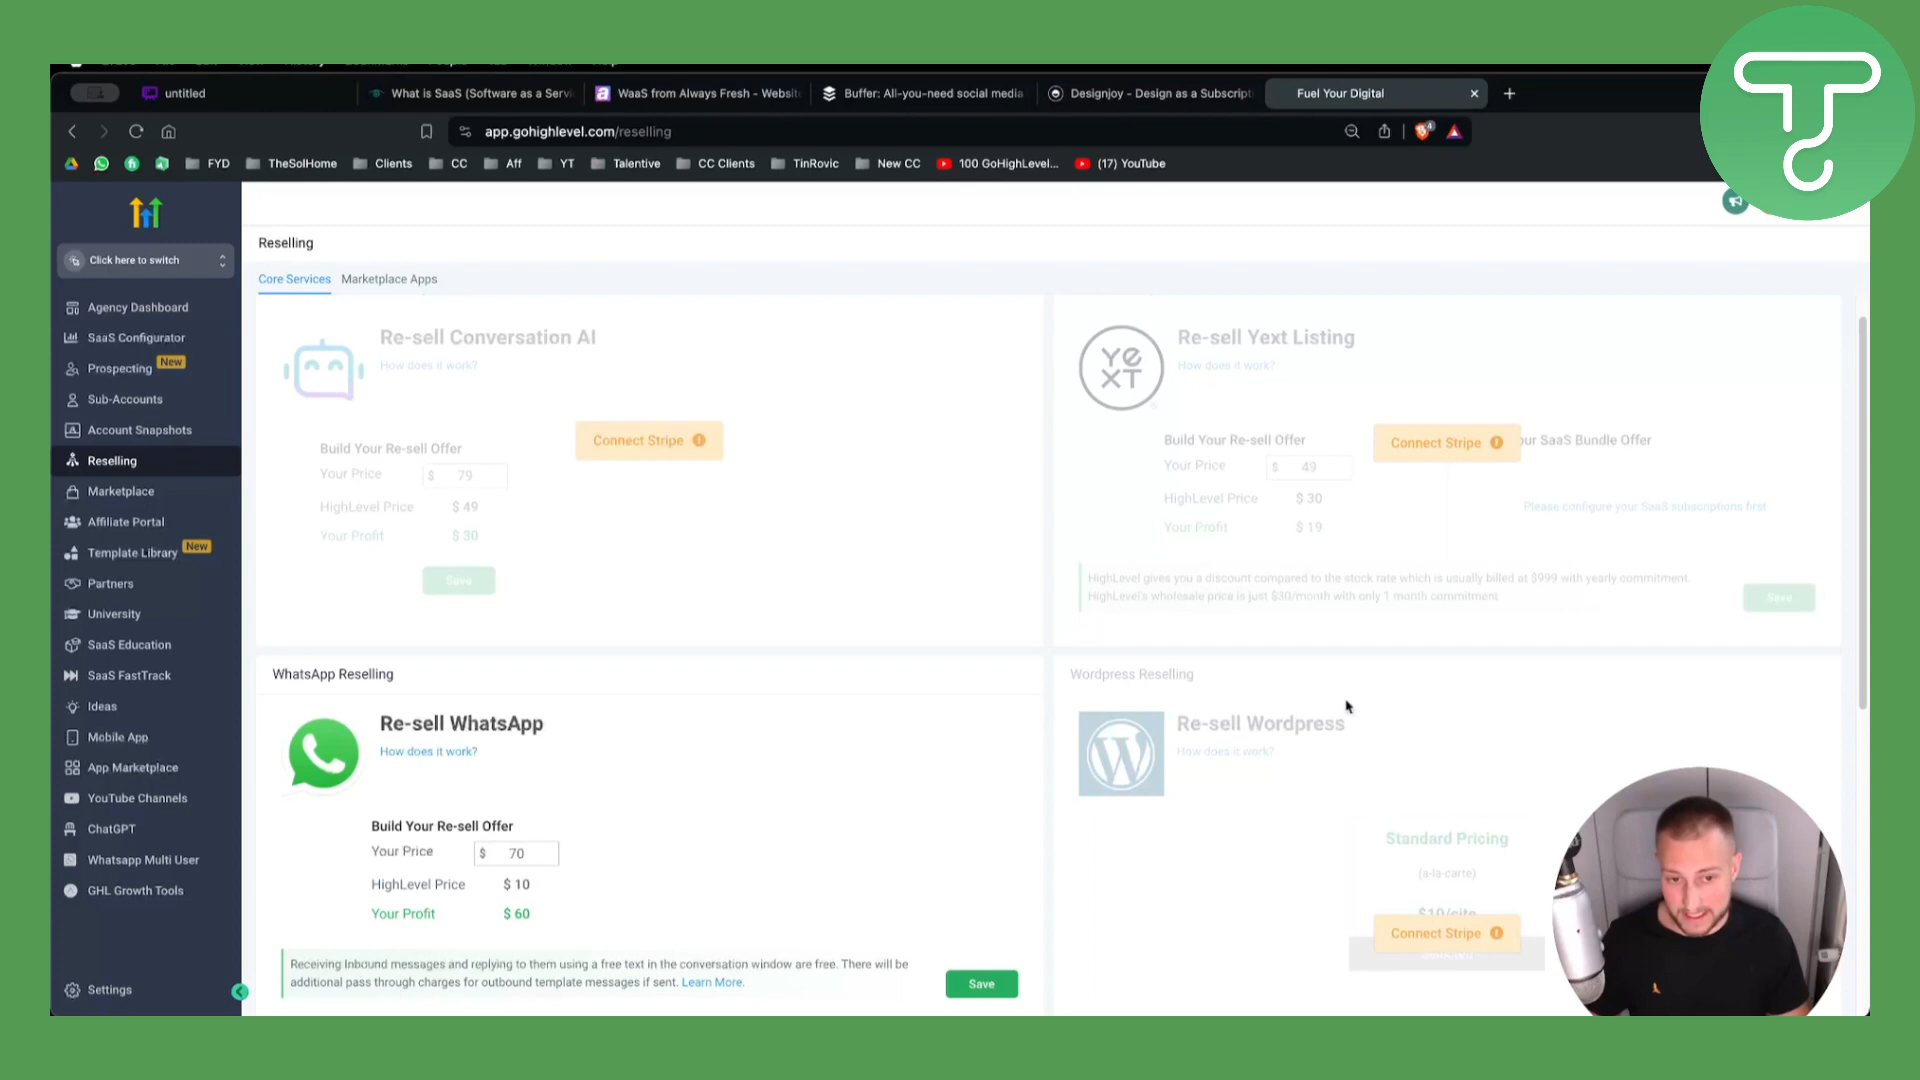 untitled
What is SaaS (Software as a Servi
WaaS from Always Fresh - Websit
Buffer: All-you-need social media
Designjoy - Design as a Subscript
Fuel Your Digital
app.gohighlevel.com/reselling
4
FYD
TheSolHome
Clients
CC
Aff
YT
Talentive
CC Clients
TinRovic
New CC
100 GoHighLevel...
(17) YouTube
Click here to switch
Agency Dashboard
SaaS Configurator
Prospecting New
Sub-Accounts
Account Snapshots
Reselling
Marketplace
Affiliate Portal
Template Library New
Partners
University
SaaS Education
SaaS FastTrack
Ideas
Mobile App
App Marketplace
YouTube Channels
ChatGPT
Whatsapp Multi User
GHL Growth Tools
Settings
Reselling
Core Services
Marketplace Apps
Re-sell Conversation AI
How does it work?
Connect Stripe
Build Your Re-sell Offer
Your Price $ 79
HighLevel Price $ 49
Your Profit $ 30
Save
YEXT
Re-sell Yext Listing
How does it work?
Build Your Re-sell Offer
Connect Stripe
ur SaaS Bundle Offer
Your Price $ 49
HighLevel Price $ 30
Your Profit $ 19
Please configure your SaaS subscriptions first
HighLevel gives you a discount compared to the stock rate which is usually billed at $999 with yearly commitment.
HighLevel's wholesale price is just $30/month with only 1 month commitment
Save
WhatsApp Reselling
Re-sell WhatsApp
How does it work?
Build Your Re-sell Offer
Your Price $ 70
HighLevel Price $ 10
Your Profit $ 60
Receiving Inbound messages and replying to them using a free text in the conversation window are free. There will be
additional pass through charges for outbound template messages if sent. Learn More.
Save
Wordpress Reselling
Re-sell Wordpress
How does it work?
Standard Pricing
(a-la-carte)
$10/site
Connect Stripe